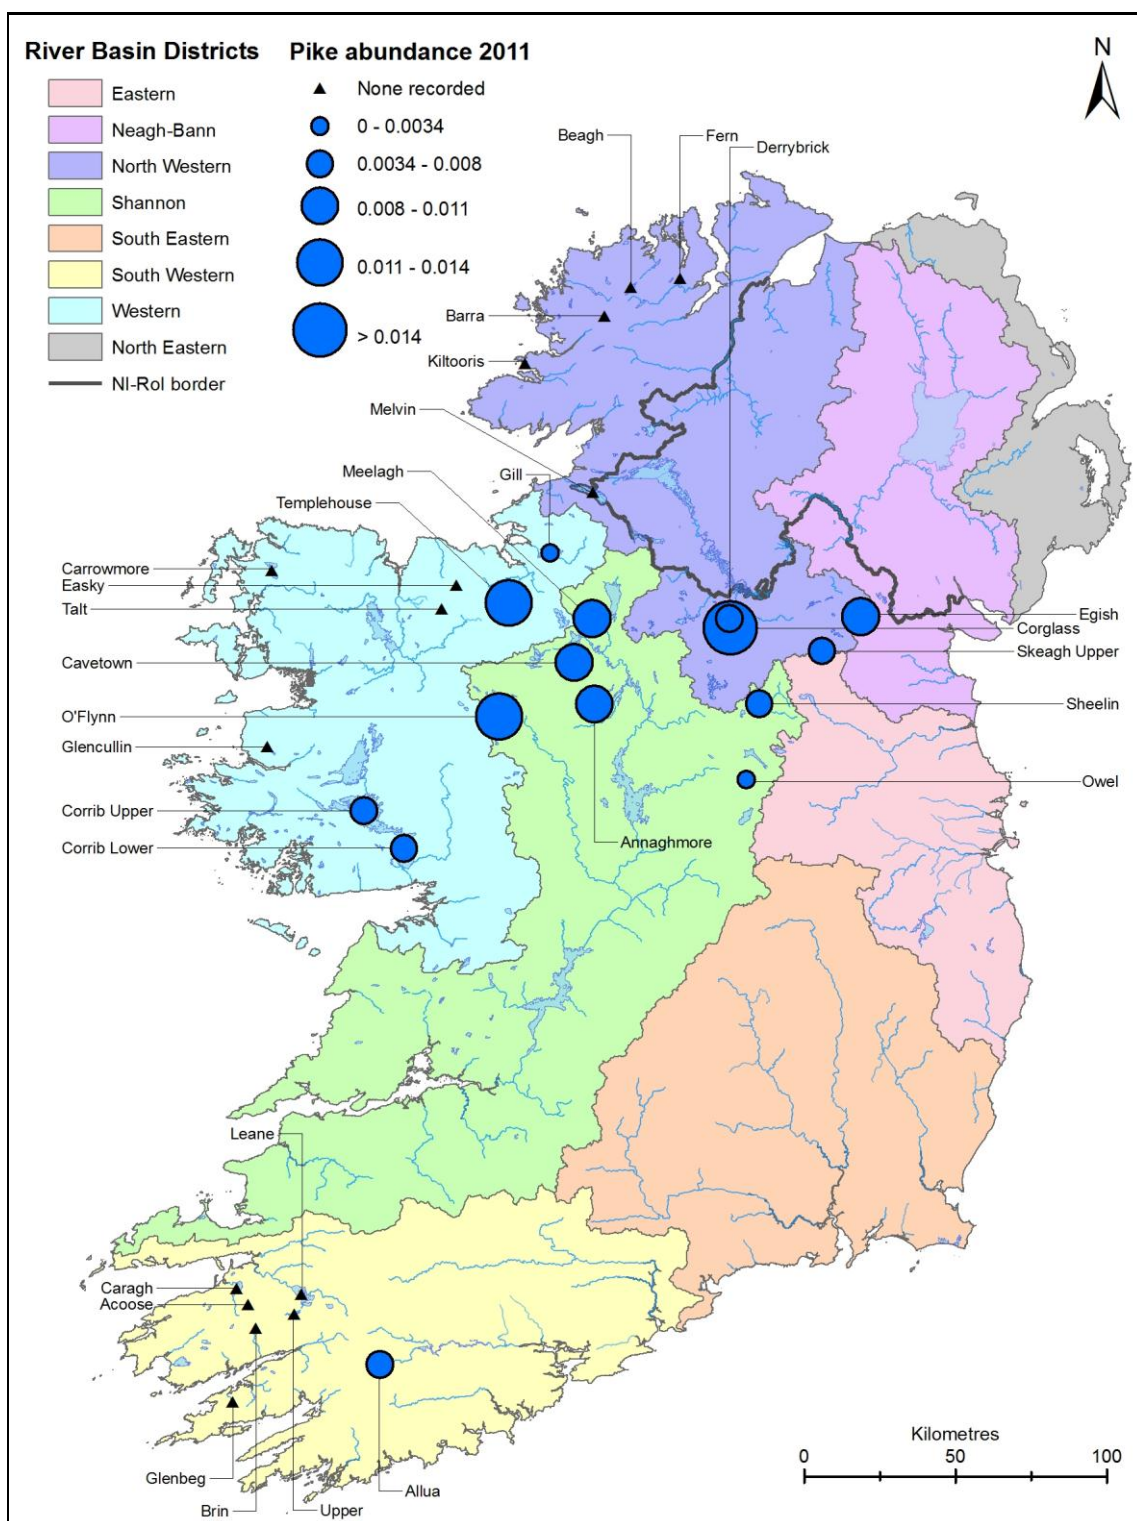 River Basin Districts
Eastern
Neagh-Bann
North Western
Shannon
South Eastern
South Western
Western
North Eastern
NI-RoI border
Pike abundance 2011
None recorded
0 - 0.0034
0.0034 - 0.008
0.008 - 0.011
0.011 - 0.014
> 0.014
N
Beagh
Fern
Derrybrick
Barra
Kiltooris
Melvin
Meelagh
Gill
Templehouse
Carrowmore
Easky
Talt
Cavetown
O'Flynn
Glencullin
Corrib Upper
Corrib Lower
Egish
Corglass
Skeagh Upper
Sheelin
Owel
Annaghmore
Leane
Caragh
Acoose
Glenbeg
Brin
Upper
Allua
Kilometres
0 50 100